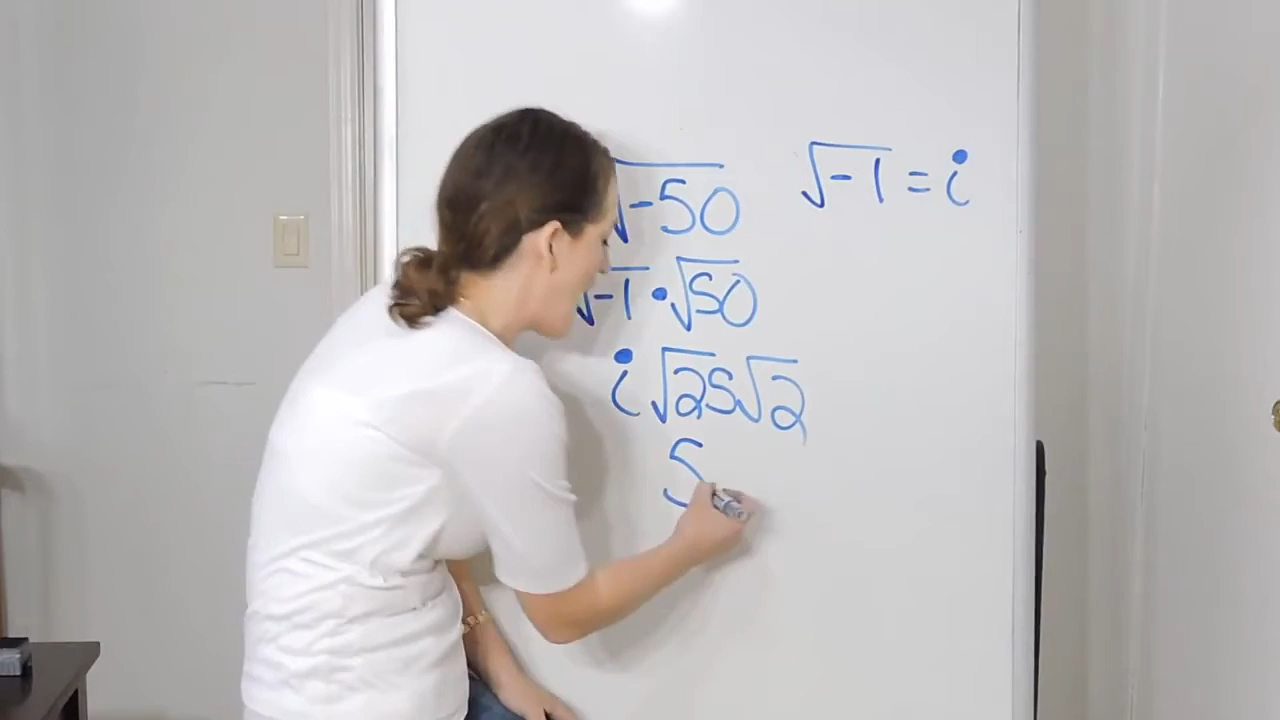 √-50 √-1 = i
√-1 • √50
i √25 √2
5